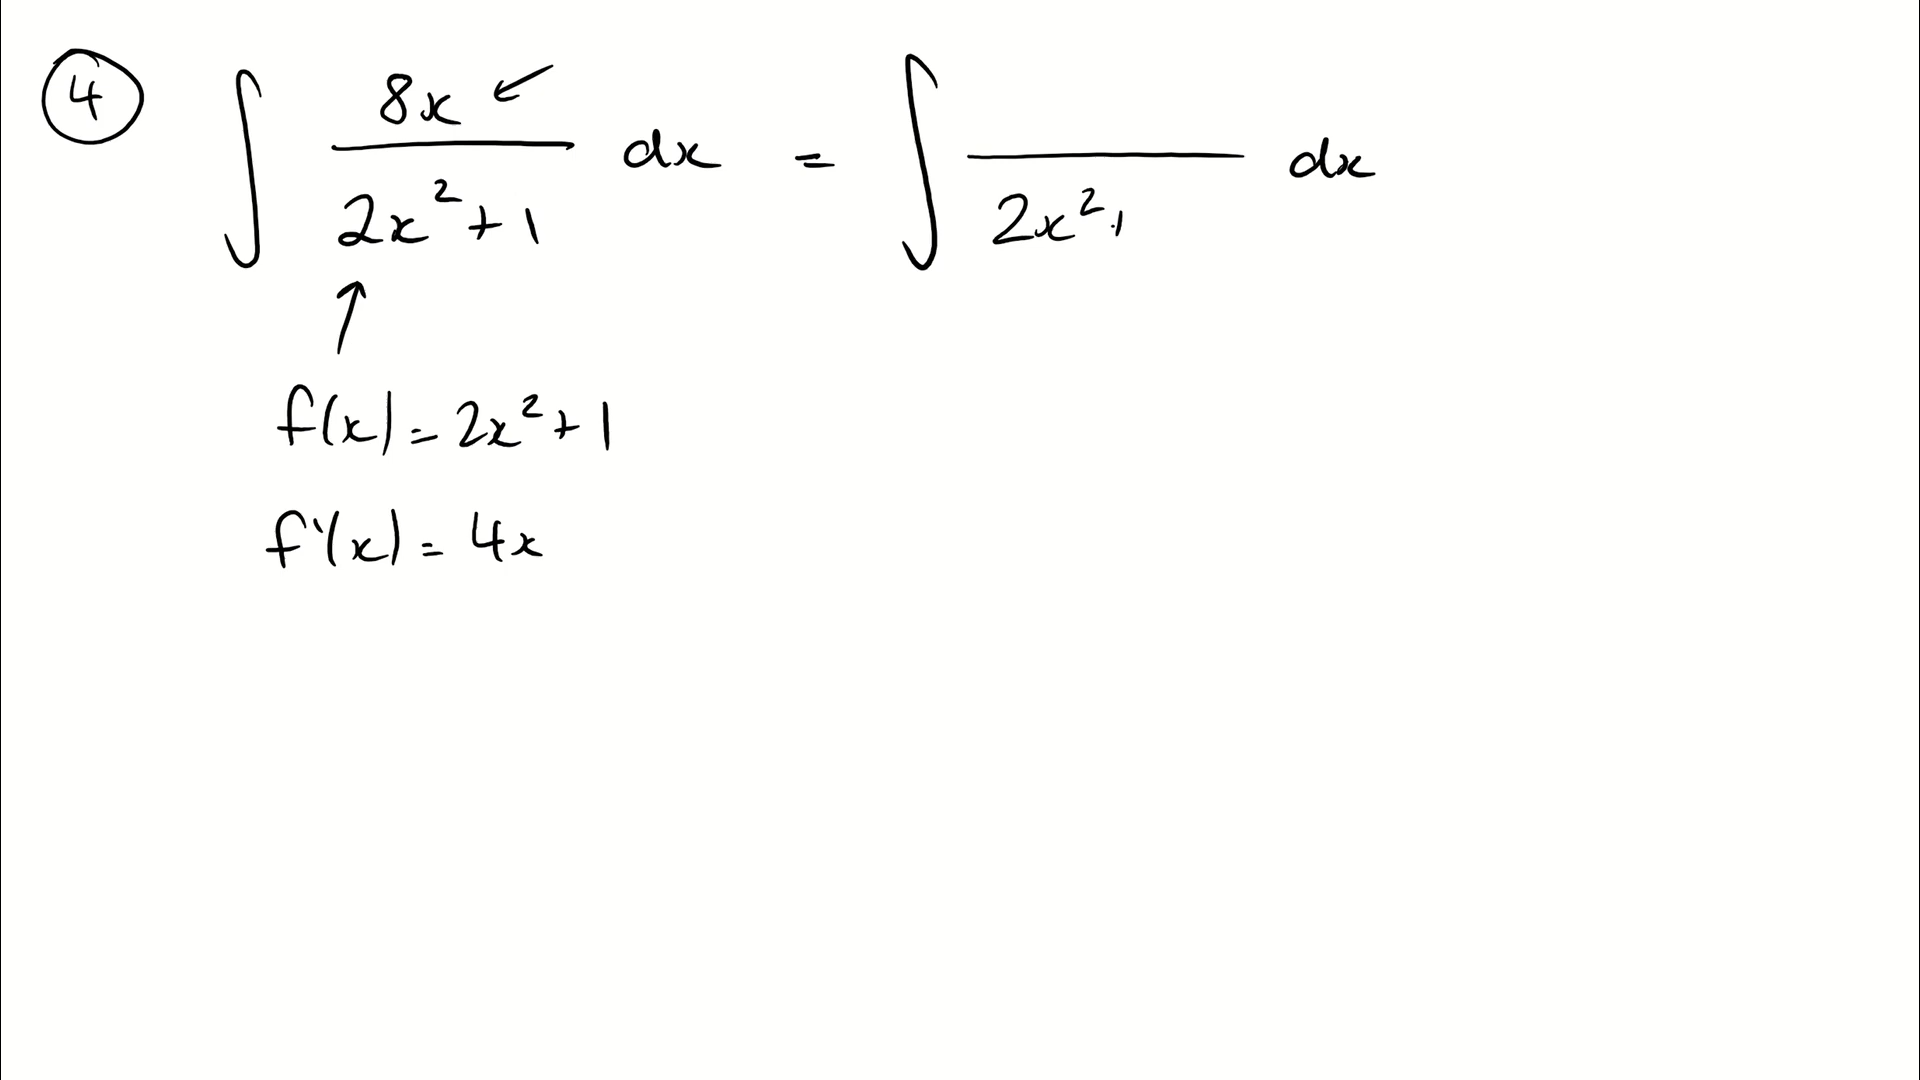 ④ ∫ 8x / (2x² + 1) dx = ∫ / 2x² dx
f(x) = 2x² + 1
f'(x) = 4x